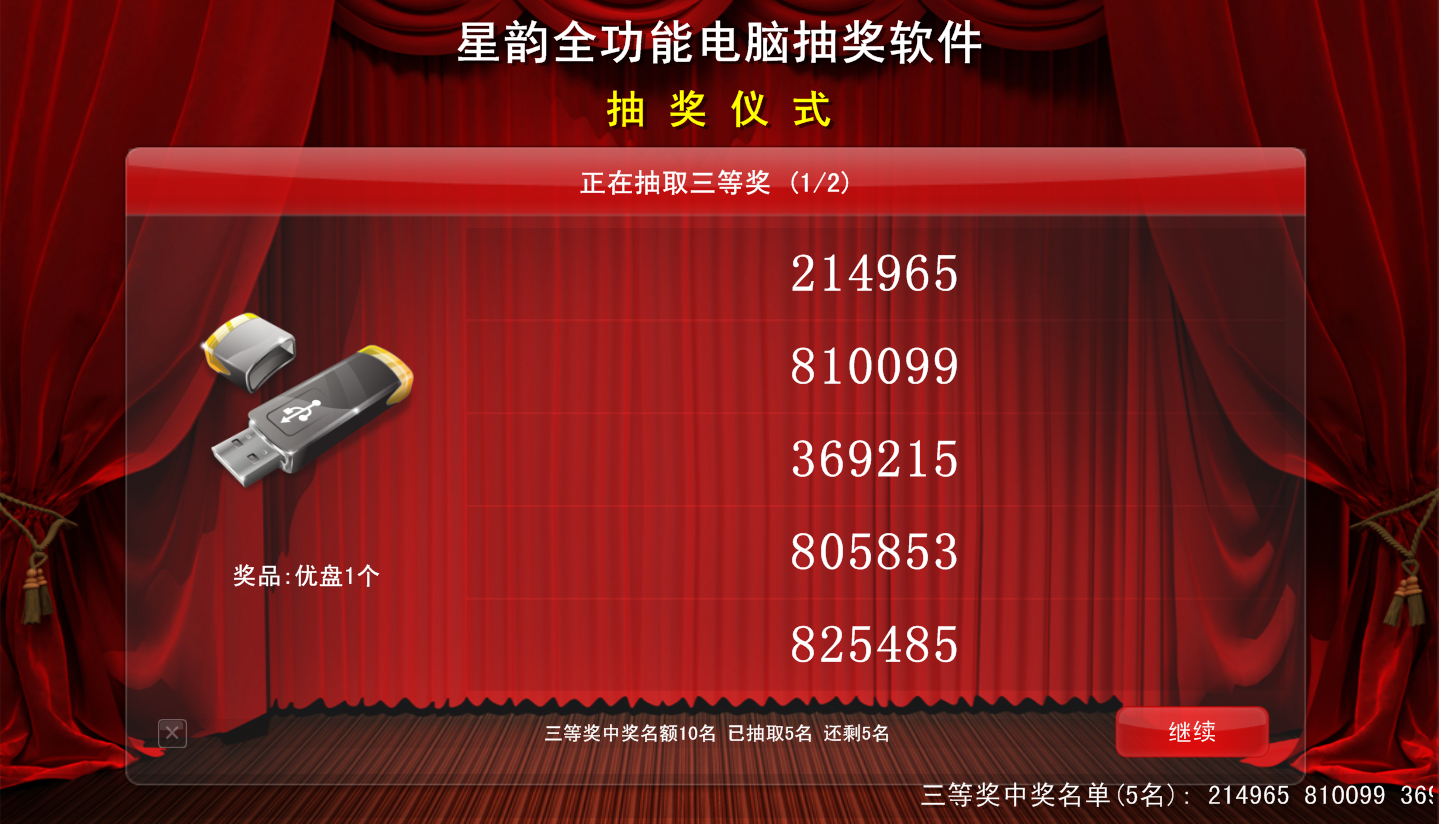 星韵全功能电脑抽奖软件
抽奖仪式
正在抽取三等奖 (1/2)
214965
810099
369215
805853
825485
奖品:优盘1个
三等奖中奖名额10名 已抽取5名 还剩5名
继续
三等奖中奖名单(5名): 214965 810099 369